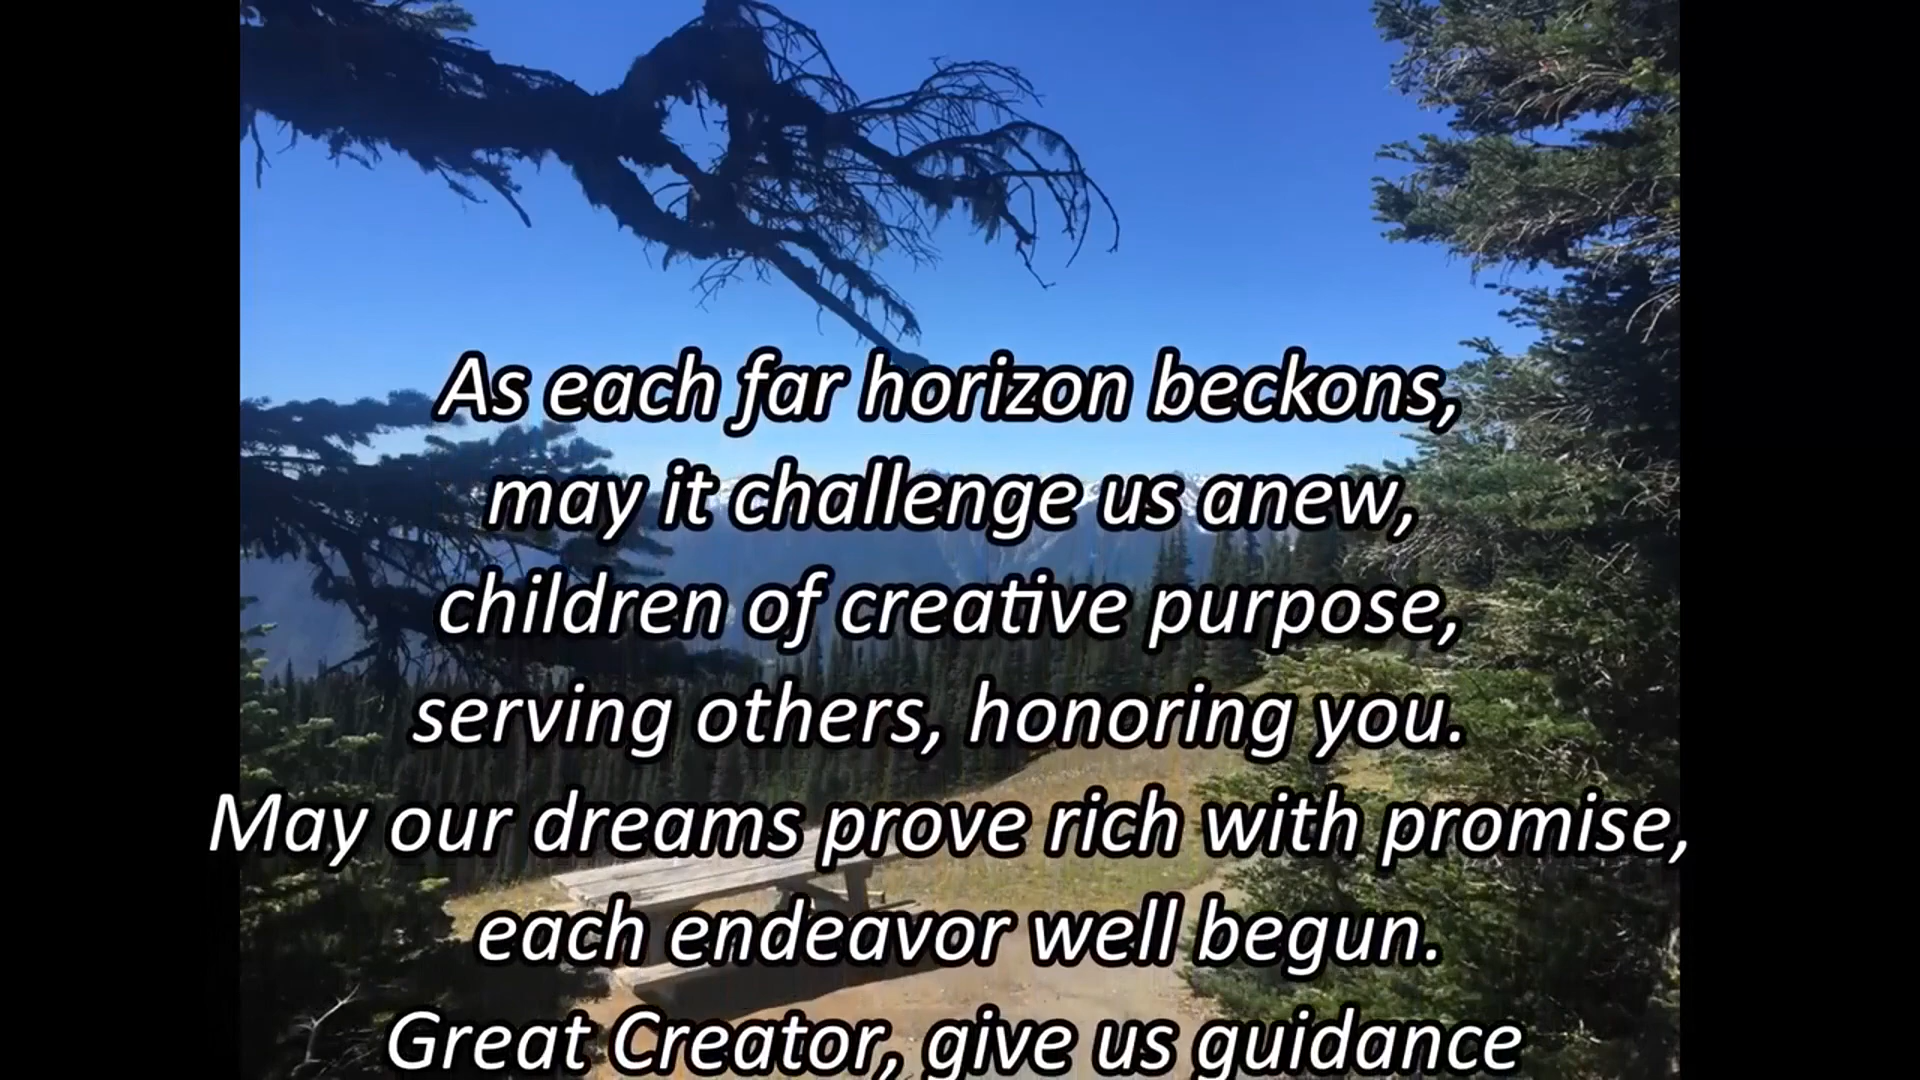 As each far horizon beckons,
may it challenge us anew,
children of creative purpose,
serving others, honoring you.
May our dreams prove rich with promise,
each endeavor well begun.
Great Creator, give us guidance